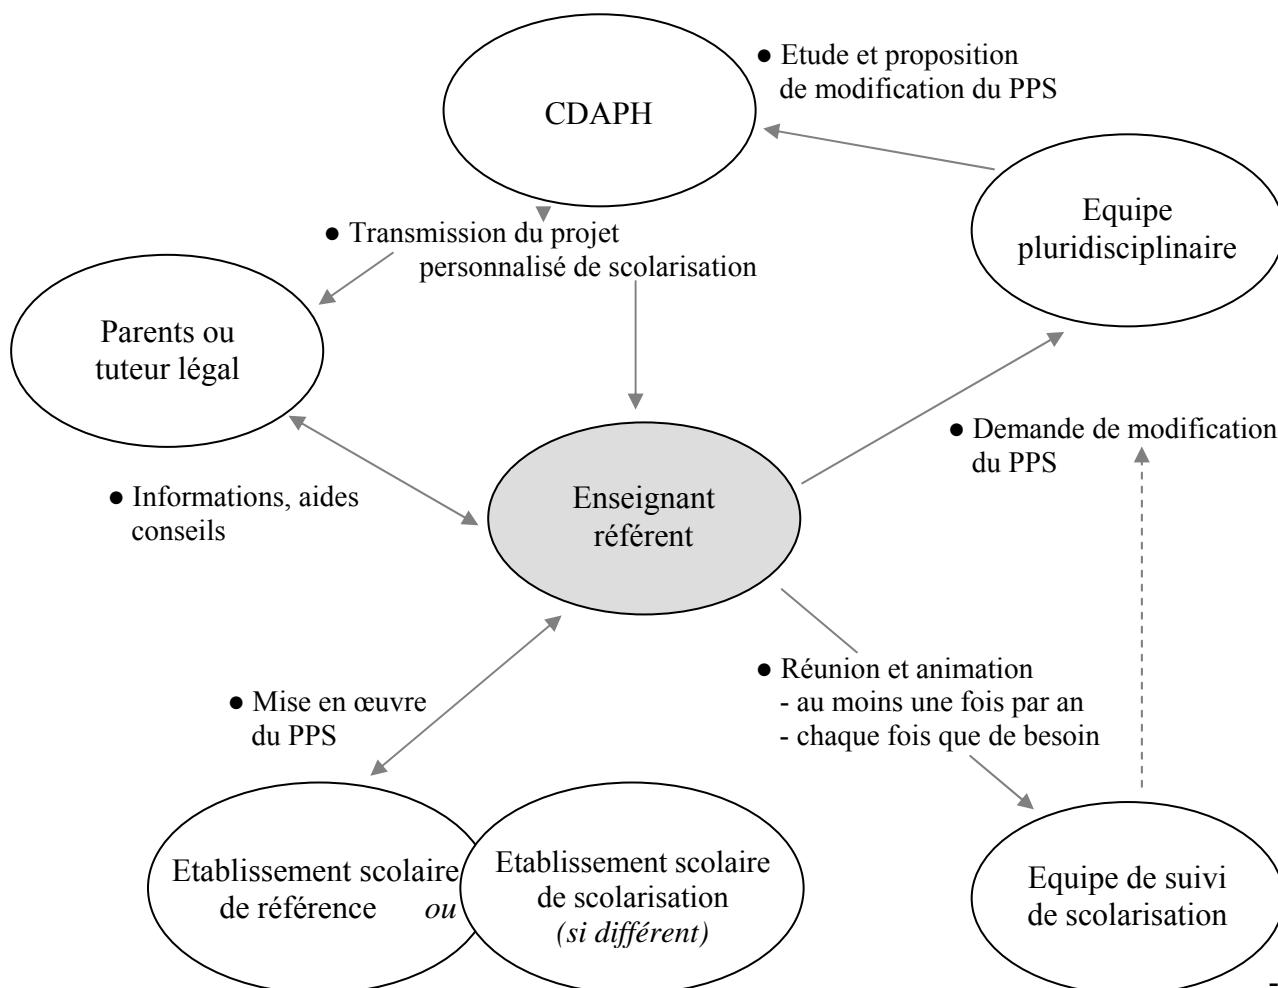 ● Etude et proposition
de modification du PPS
CDAPH
Equipe
pluridisciplinaire
● Transmission du projet
personnalisé de scolarisation
Parents ou
tuteur légal
● Demande de modification
du PPS
● Informations, aides
conseils
Enseignant
référent
● Réunion et animation
- au moins une fois par an
- chaque fois que de besoin
● Mise en œuvre
du PPS
Etablissement scolaire
de référence ou
Etablissement scolaire
de scolarisation
(si différent)
Equipe de suivi
de scolarisation
-